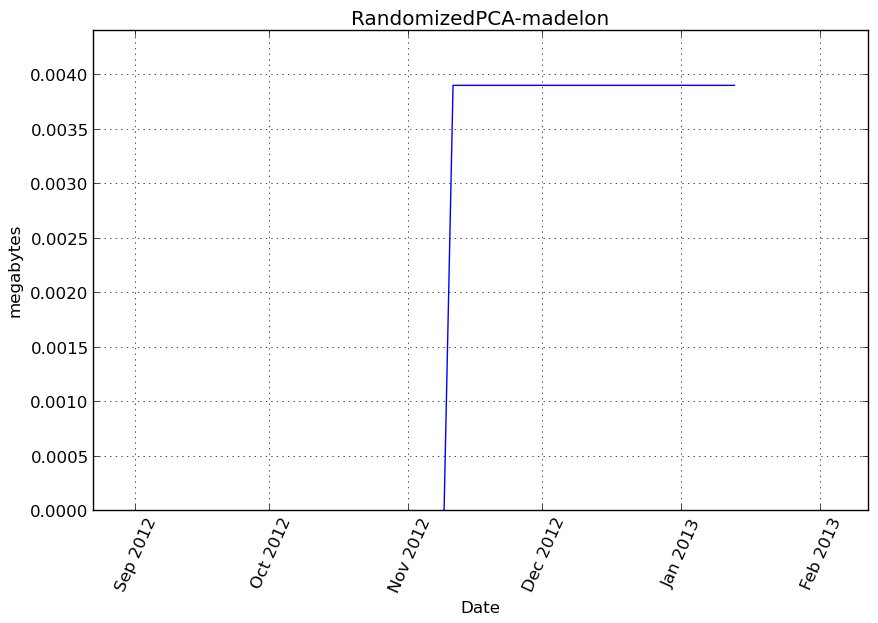 RandomizedPCA-madelon
0.0040
0.0035
0.0030
0.0025
0.0020
0.0015
0.0010
0.0005
0.0000
megabytes
Sep 2012
Oct 2012
Nov 2012
Dec 2012
Jan 2013
Feb 2013
Date